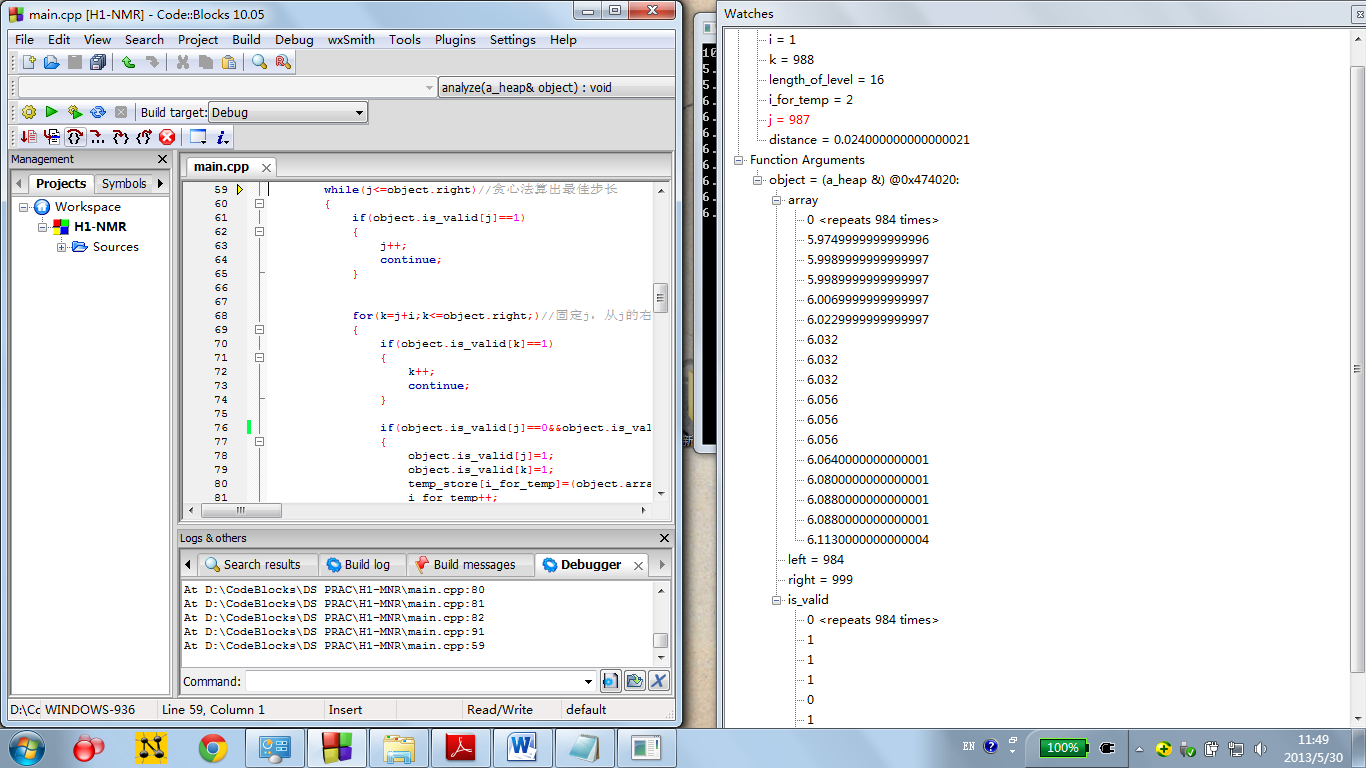 main.cpp [H1-NMR] - Code::Blocks 10.05
File Edit View Search Project Build Debug wxSmith Tools Plugins Settings Help
analyze(a_heap& object) : void
Build target: Debug
Management
Projects Symbols
Workspace
H1-NMR
Sources
main.cpp
59 while(j<=object.right)//贪心法算出最佳步长
60 {
61 if(object.is_valid[j]==1)
62 {
63 j++;
64 continue;
65 }
66
67
68 for(k=j+i;k<=object.right;)//固定j, 从j的右
69 {
70 if(object.is_valid[k]==1)
71 {
72 k++;
73 continue;
74 }
75
76 if(object.is_valid[j]==0&&object.is_val
77 {
78 object.is_valid[j]=1;
79 object.is_valid[k]=1;
80 temp_store[i_for_temp]=(object.arra
81 i_for_temp++;
Logs & others
Search results Build log Build messages Debugger
At D:\CodeBlocks\DS PRAC\H1-MNR\main.cpp:80
At D:\CodeBlocks\DS PRAC\H1-MNR\main.cpp:81
At D:\CodeBlocks\DS PRAC\H1-MNR\main.cpp:82
At D:\CodeBlocks\DS PRAC\H1-MNR\main.cpp:91
At D:\CodeBlocks\DS PRAC\H1-MNR\main.cpp:59
Command:
D:\Cc WINDOWS-936 Line 59, Column 1 Insert Read/Write default
10
5.
5.
6.
6.
6.
6.
6.
6.
新
Watches
i = 1
k = 988
length_of_level = 16
i_for_temp = 2
j = 987
distance = 0.024000000000000021
Function Arguments
object = (a_heap &) @0x474020:
array
0 <repeats 984 times>
5.9749999999999996
5.9989999999999997
5.9989999999999997
6.0069999999999997
6.0229999999999997
6.032
6.032
6.032
6.056
6.056
6.056
6.0640000000000001
6.0800000000000001
6.0880000000000001
6.0880000000000001
6.1130000000000004
left = 984
right = 999
is_valid
0 <repeats 984 times>
1
1
1
0
1
EN 100% 11:49
2013/5/30